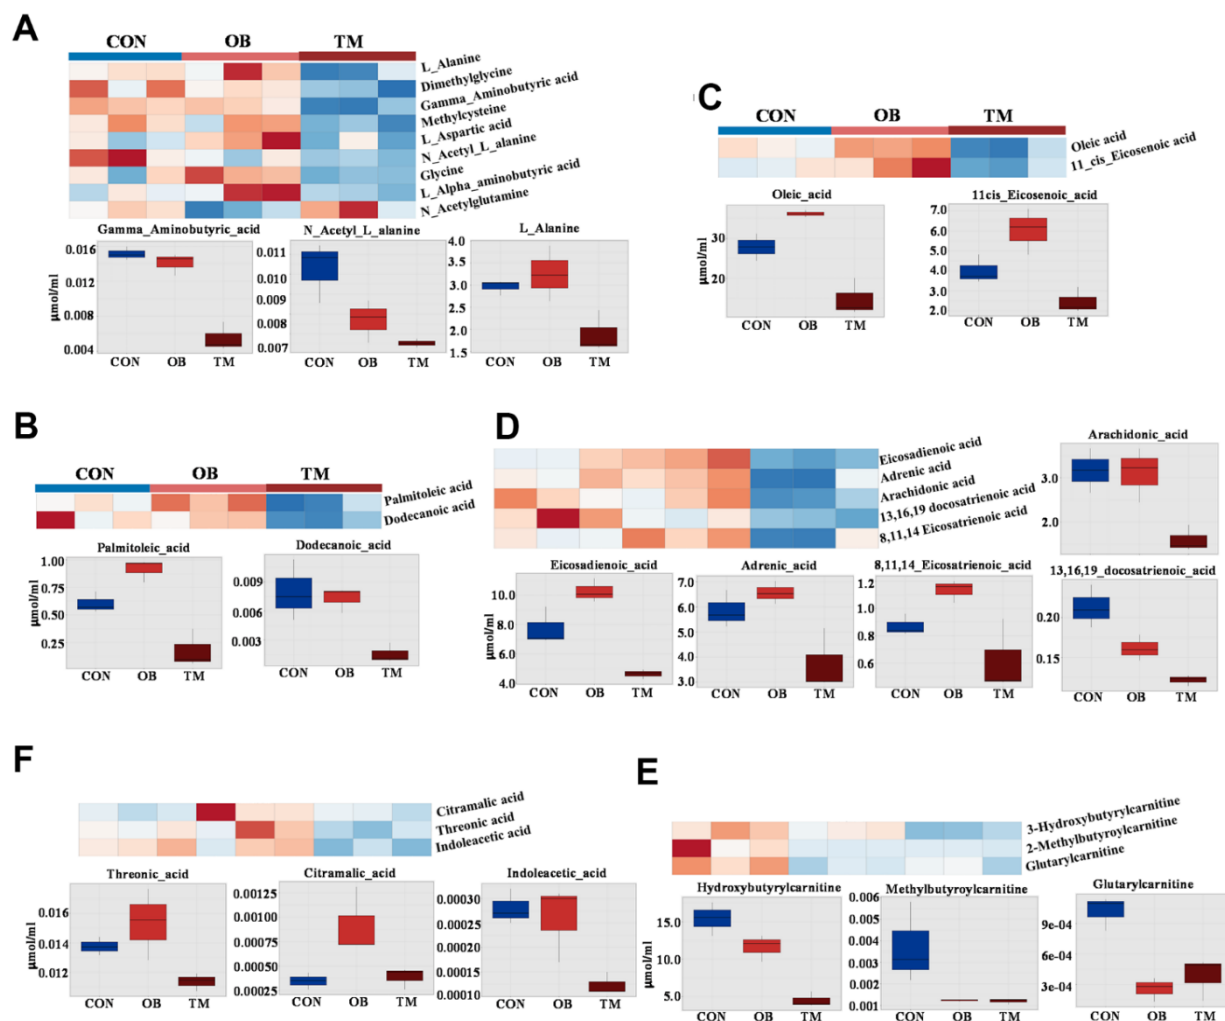 A
CON OB TM
L_Alanine
Dimethylglycine
Gamma_Aminobutyric acid
Methylcysteine
L_Aspartic acid
N_Acetyl_L_alanine
Glycine
L_Alpha_aminobutyric acid
N_Acetylglutamine
Gamma_Aminobutyric_acid
µmol/ml
0.016
0.012
0.008
0.004
CON OB TM
N_Acetyl_L_alanine
0.011
0.010
0.009
0.008
0.007
CON OB TM
L_Alanine
4.0
3.5
3.0
2.5
2.0
1.5
CON OB TM
C
CON OB TM
Oleic acid
11_cis_Eicosenoic acid
Oleic_acid
µmol/ml
30
20
CON OB TM
11cis_Eicosenoic_acid
7.0
6.0
5.0
4.0
3.0
2.0
CON OB TM
B
CON OB TM
Palmitoleic acid
Dodecanoic acid
Palmitoleic_acid
µmol/ml
1.00
0.75
0.50
0.25
CON OB TM
Dodecanoic_acid
0.009
0.006
0.003
CON OB TM
D
Eicosadienoic acid
Adrenic acid
Arachidonic acid
13,16,19 docosatrienoic acid
8,11,14 Eicosatrienoic acid
Arachidonic_acid
3.0
2.0
CON OB TM
Eicosadienoic_acid
µmol/ml
10.0
8.0
6.0
4.0
CON OB TM
Adrenic_acid
7.0
6.0
5.0
4.0
3.0
CON OB TM
8,11,14_Eicosatrienoic_acid
1.2
1.0
0.8
0.6
CON OB TM
13,16,19_docosatrienoic_acid
0.20
0.15
CON OB TM
F
Citramalic acid
Threonic acid
Indoleacetic acid
Threonic_acid
µmol/ml
0.016
0.014
0.012
CON OB TM
Citramalic_acid
0.00125
0.00100
0.00075
0.00050
0.00025
CON OB TM
Indoleacetic_acid
0.00030
0.00025
0.00020
0.00015
0.00010
CON OB TM
E
3-Hydroxybutyrylcarnitine
2-Methylbutyroylcarnitine
Glutarylcarnitine
Hydroxybutyrylcarnitine
µmol/ml
15.0
10.0
5.0
CON OB TM
Methylbutyroylcarnitine
0.006
0.005
0.004
0.003
0.002
0.001
CON OB TM
Glutarylcarnitine
9e-04
6e-04
3e-04
CON OB TM